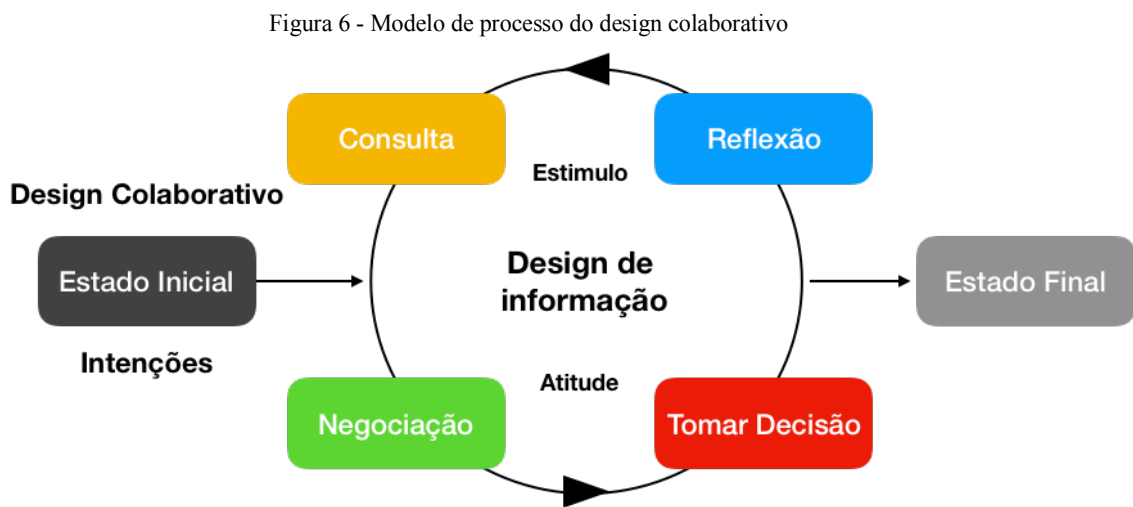 Figura 6 - Modelo de processo do design colaborativo
Consulta
Reflexão
Estimulo
Design Colaborativo
Estado Inicial
Design de
informação
Estado Final
Intenções
Atitude
Negociação
Tomar Decisão